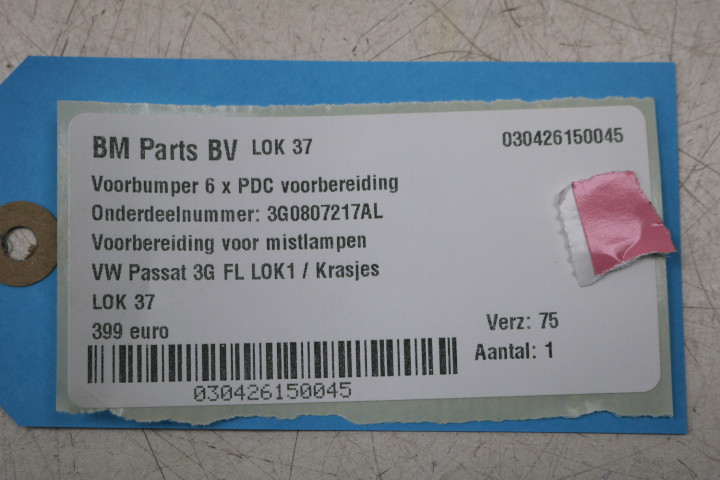 BM Parts BV LOK 37 030426150045
Voorbumper 6 x PDC voorbereiding
Onderdeelnummer: 3G0807217AL
Voorbereiding voor mistlampen
VW Passat 3G FL LOK1 / Krasjes
LOK 37
399 euro
Verz: 75
Aantal: 1
030426150045